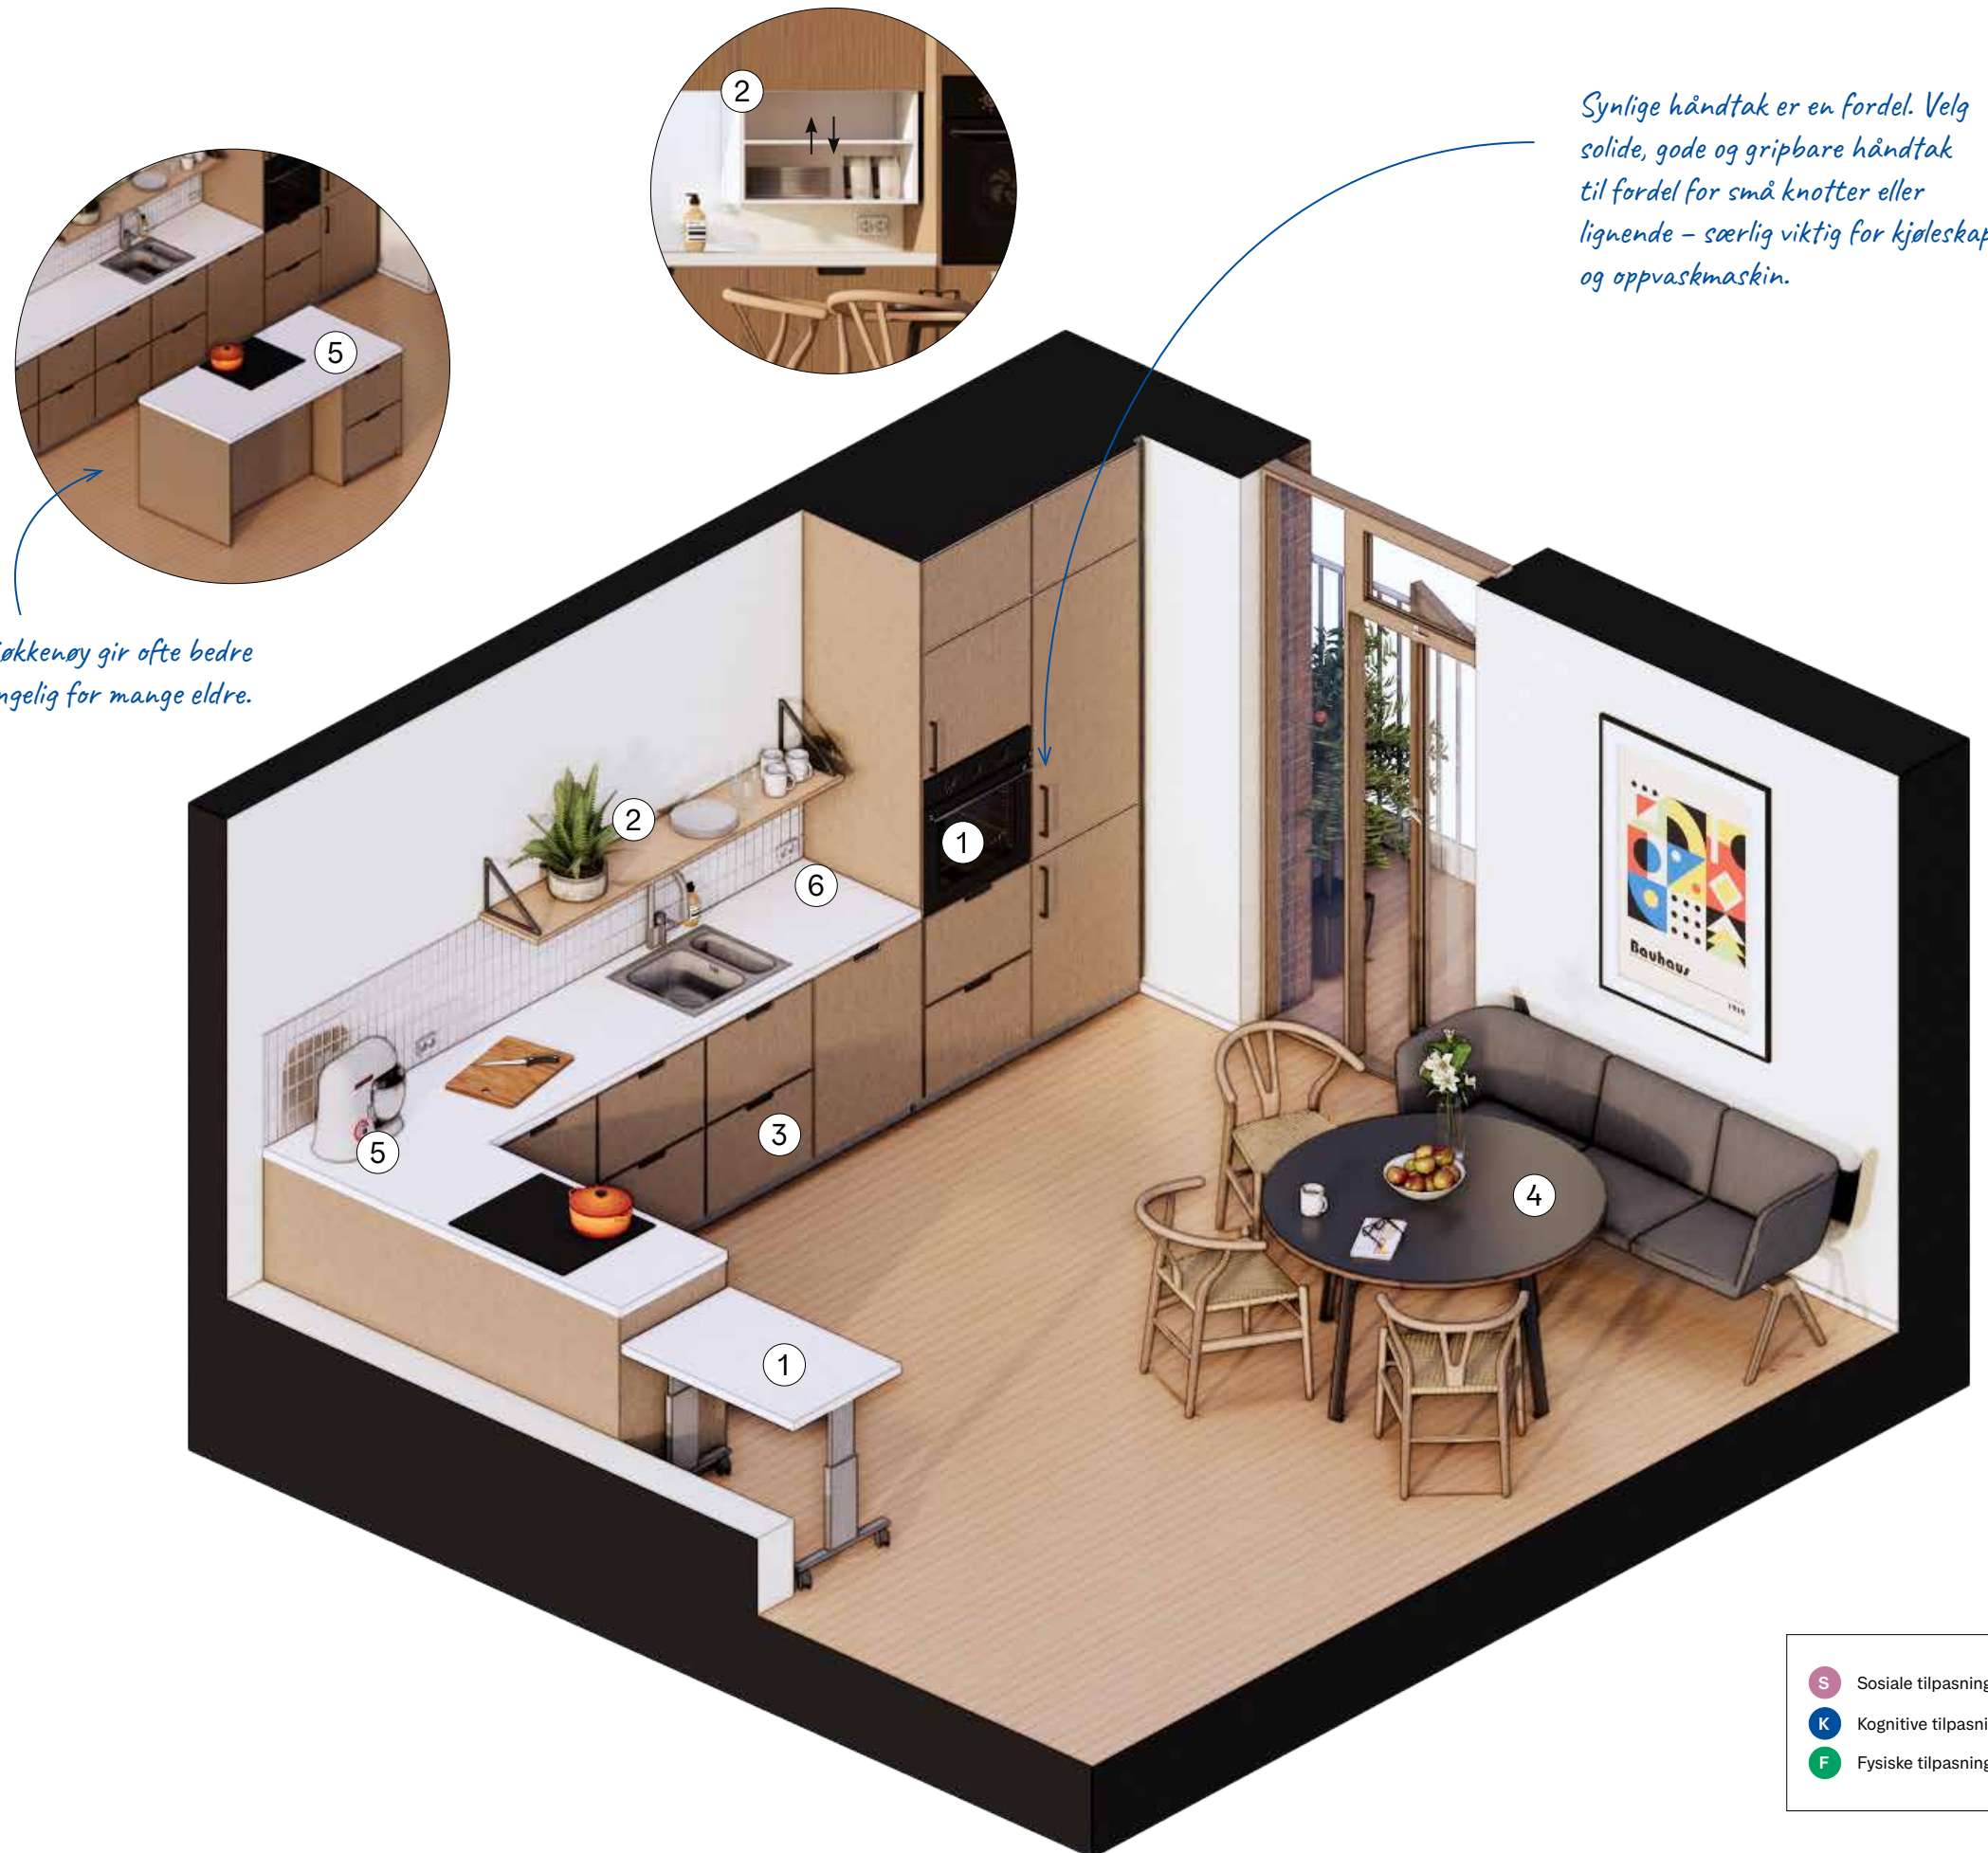 2
5
Synlige håndtak er en fordel. Velg
solide, gode og gripbare håndtak
til fordel for små knotter eller
lignende – særlig viktig for kjøleskap
og oppvaskmaskin.
økkenøy gir ofte bedre
ngelig for mange eldre.
2
1
6
3
5
4
1
Bauhaus
S Sosiale tilpasning
K Kognitive tilpasni
F Fysiske tilpasning